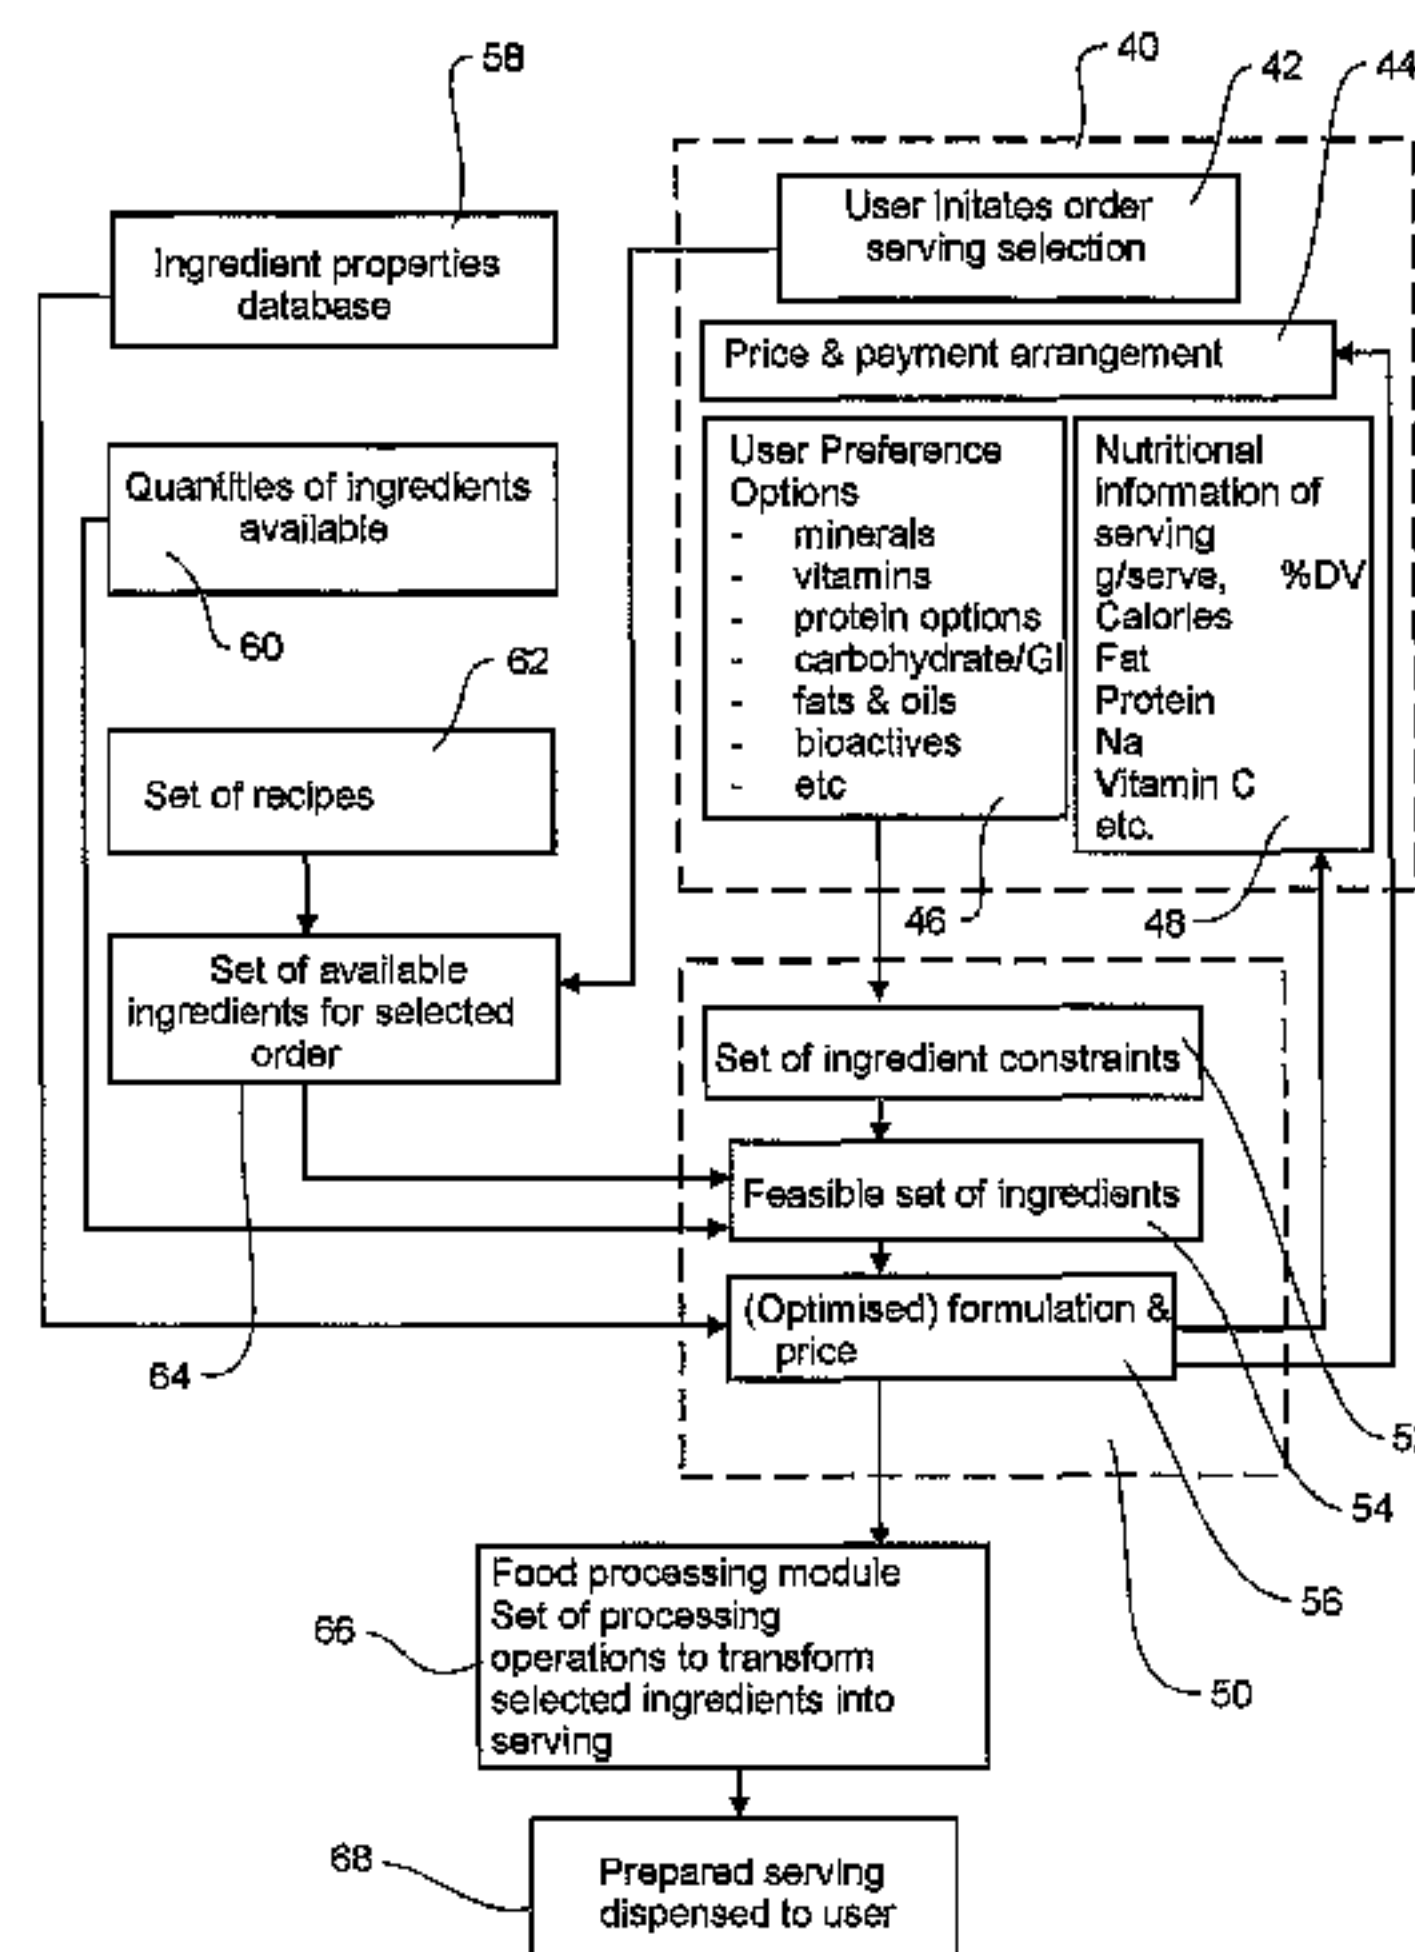 58
40
42
44
User Initates order
serving selection
Ingredient properties
database
Price & payment arrangement
Quantities of ingredients
available
60
User Preference
Options
- minerals
- vitamins
- protein options
- carbohydrate/GI
- fats & oils
- bioactives
- etc
46
Nutritional
information of
serving
g/serve, %DV
Calories
Fat
Protein
Na
Vitamin C
etc.
48
62
Set of recipes
Set of available
ingredients for selected
order
64
Set of ingredient constraints
Feasible set of ingredients
(Optimised) formulation &
price
54
56
50
66
Food processing module
Set of processing
operations to transform
selected ingredients into
serving
68
Prepared serving
dispensed to user